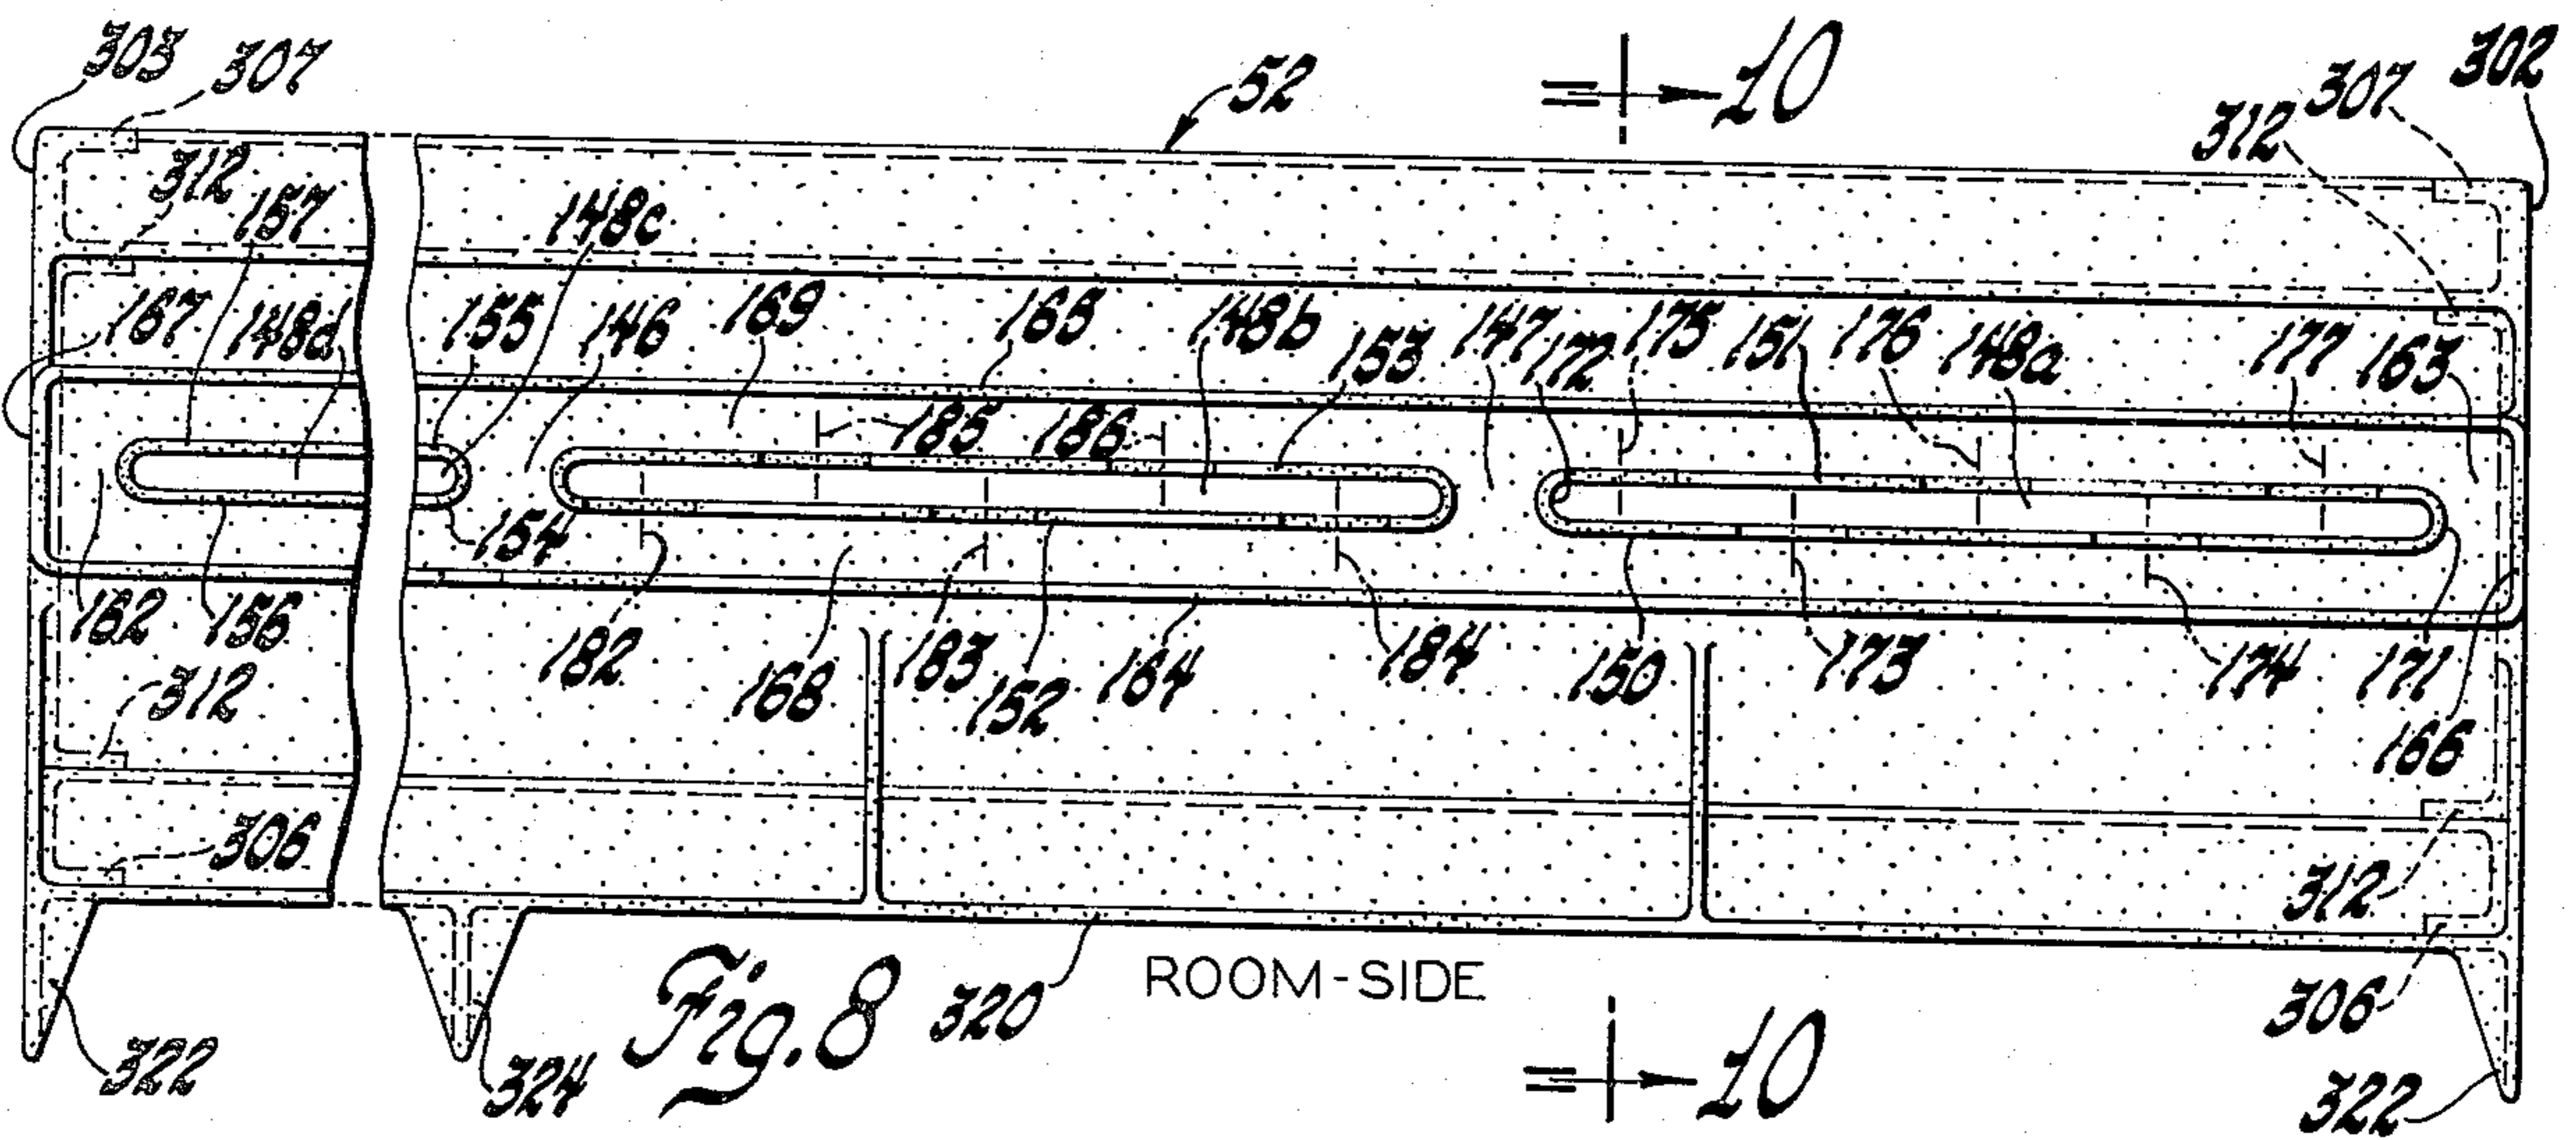 303 307 52 10 307 302
312
312 157 148c
167 148d 155 146 169 165 148b 153 147 172 175 151 176 148a 177 163
185 186
154
162 156 182 168 183 152 164 184 150 173 174 171
312 166
306 312
Fig. 8 320 ROOM-SIDE 306
322 324 10 322